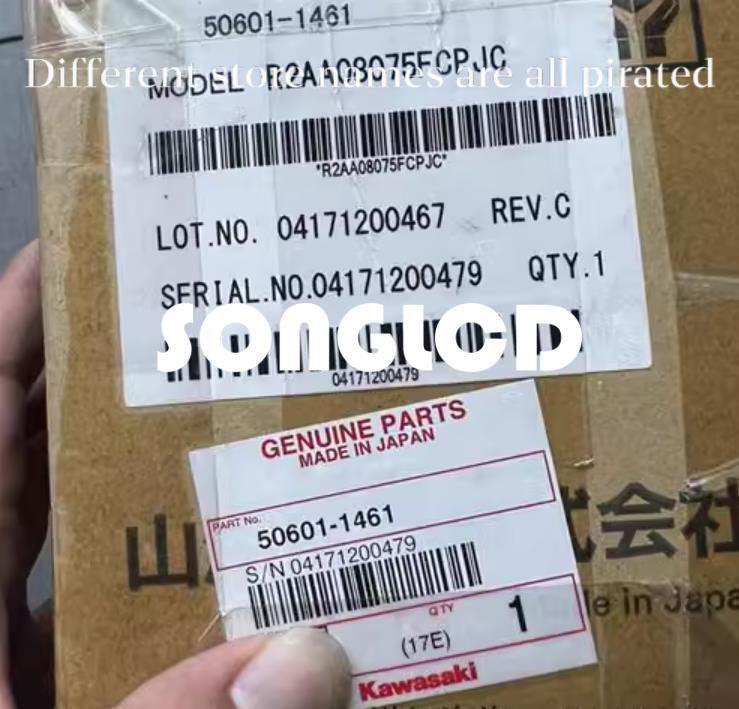 50601-1461
Different store names are all pirated
MODEL R2AA08075FCPJC
*R2AA08075FCPJC*
LOT.NO. 04171200467 REV.C
SERIAL.NO.04171200479 QTY.1
SONGLCD
04171200479
GENUINE PARTS
MADE IN JAPAN
PART No.
50601-1461
S/N 04171200479
QTY
1
(17E)
Kawasaki
山
式会社
in Japa